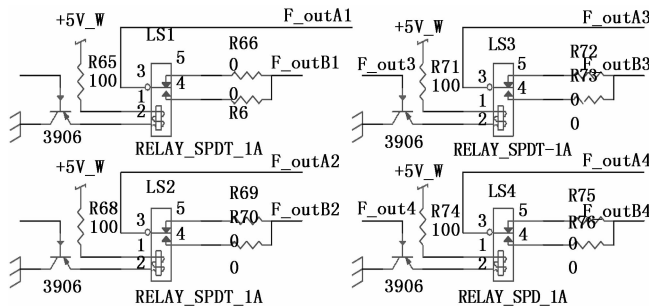 F_outA1
+5V_W
LS1
R65
100
3
1
2
5
4
R66
0
0
R6
F_outB1
3906
RELAY_SPDT_1A
F_outA3
+5V_W
LS3
F_out3
R71
100
3
1
2
5
4
R72
R73
0
0
F_outB3
3906
RELAY_SPDT-1A
F_outA2
+5V_W
LS2
R68
100
3
1
2
5
4
R69
R70
0
0
F_outB2
3906
RELAY_SPDT_1A
F_outA4
+5V_W
LS4
F_out4
R74
100
3
1
2
5
4
R75
R76
0
0
F_outB4
3906
RELAY_SPD_1A